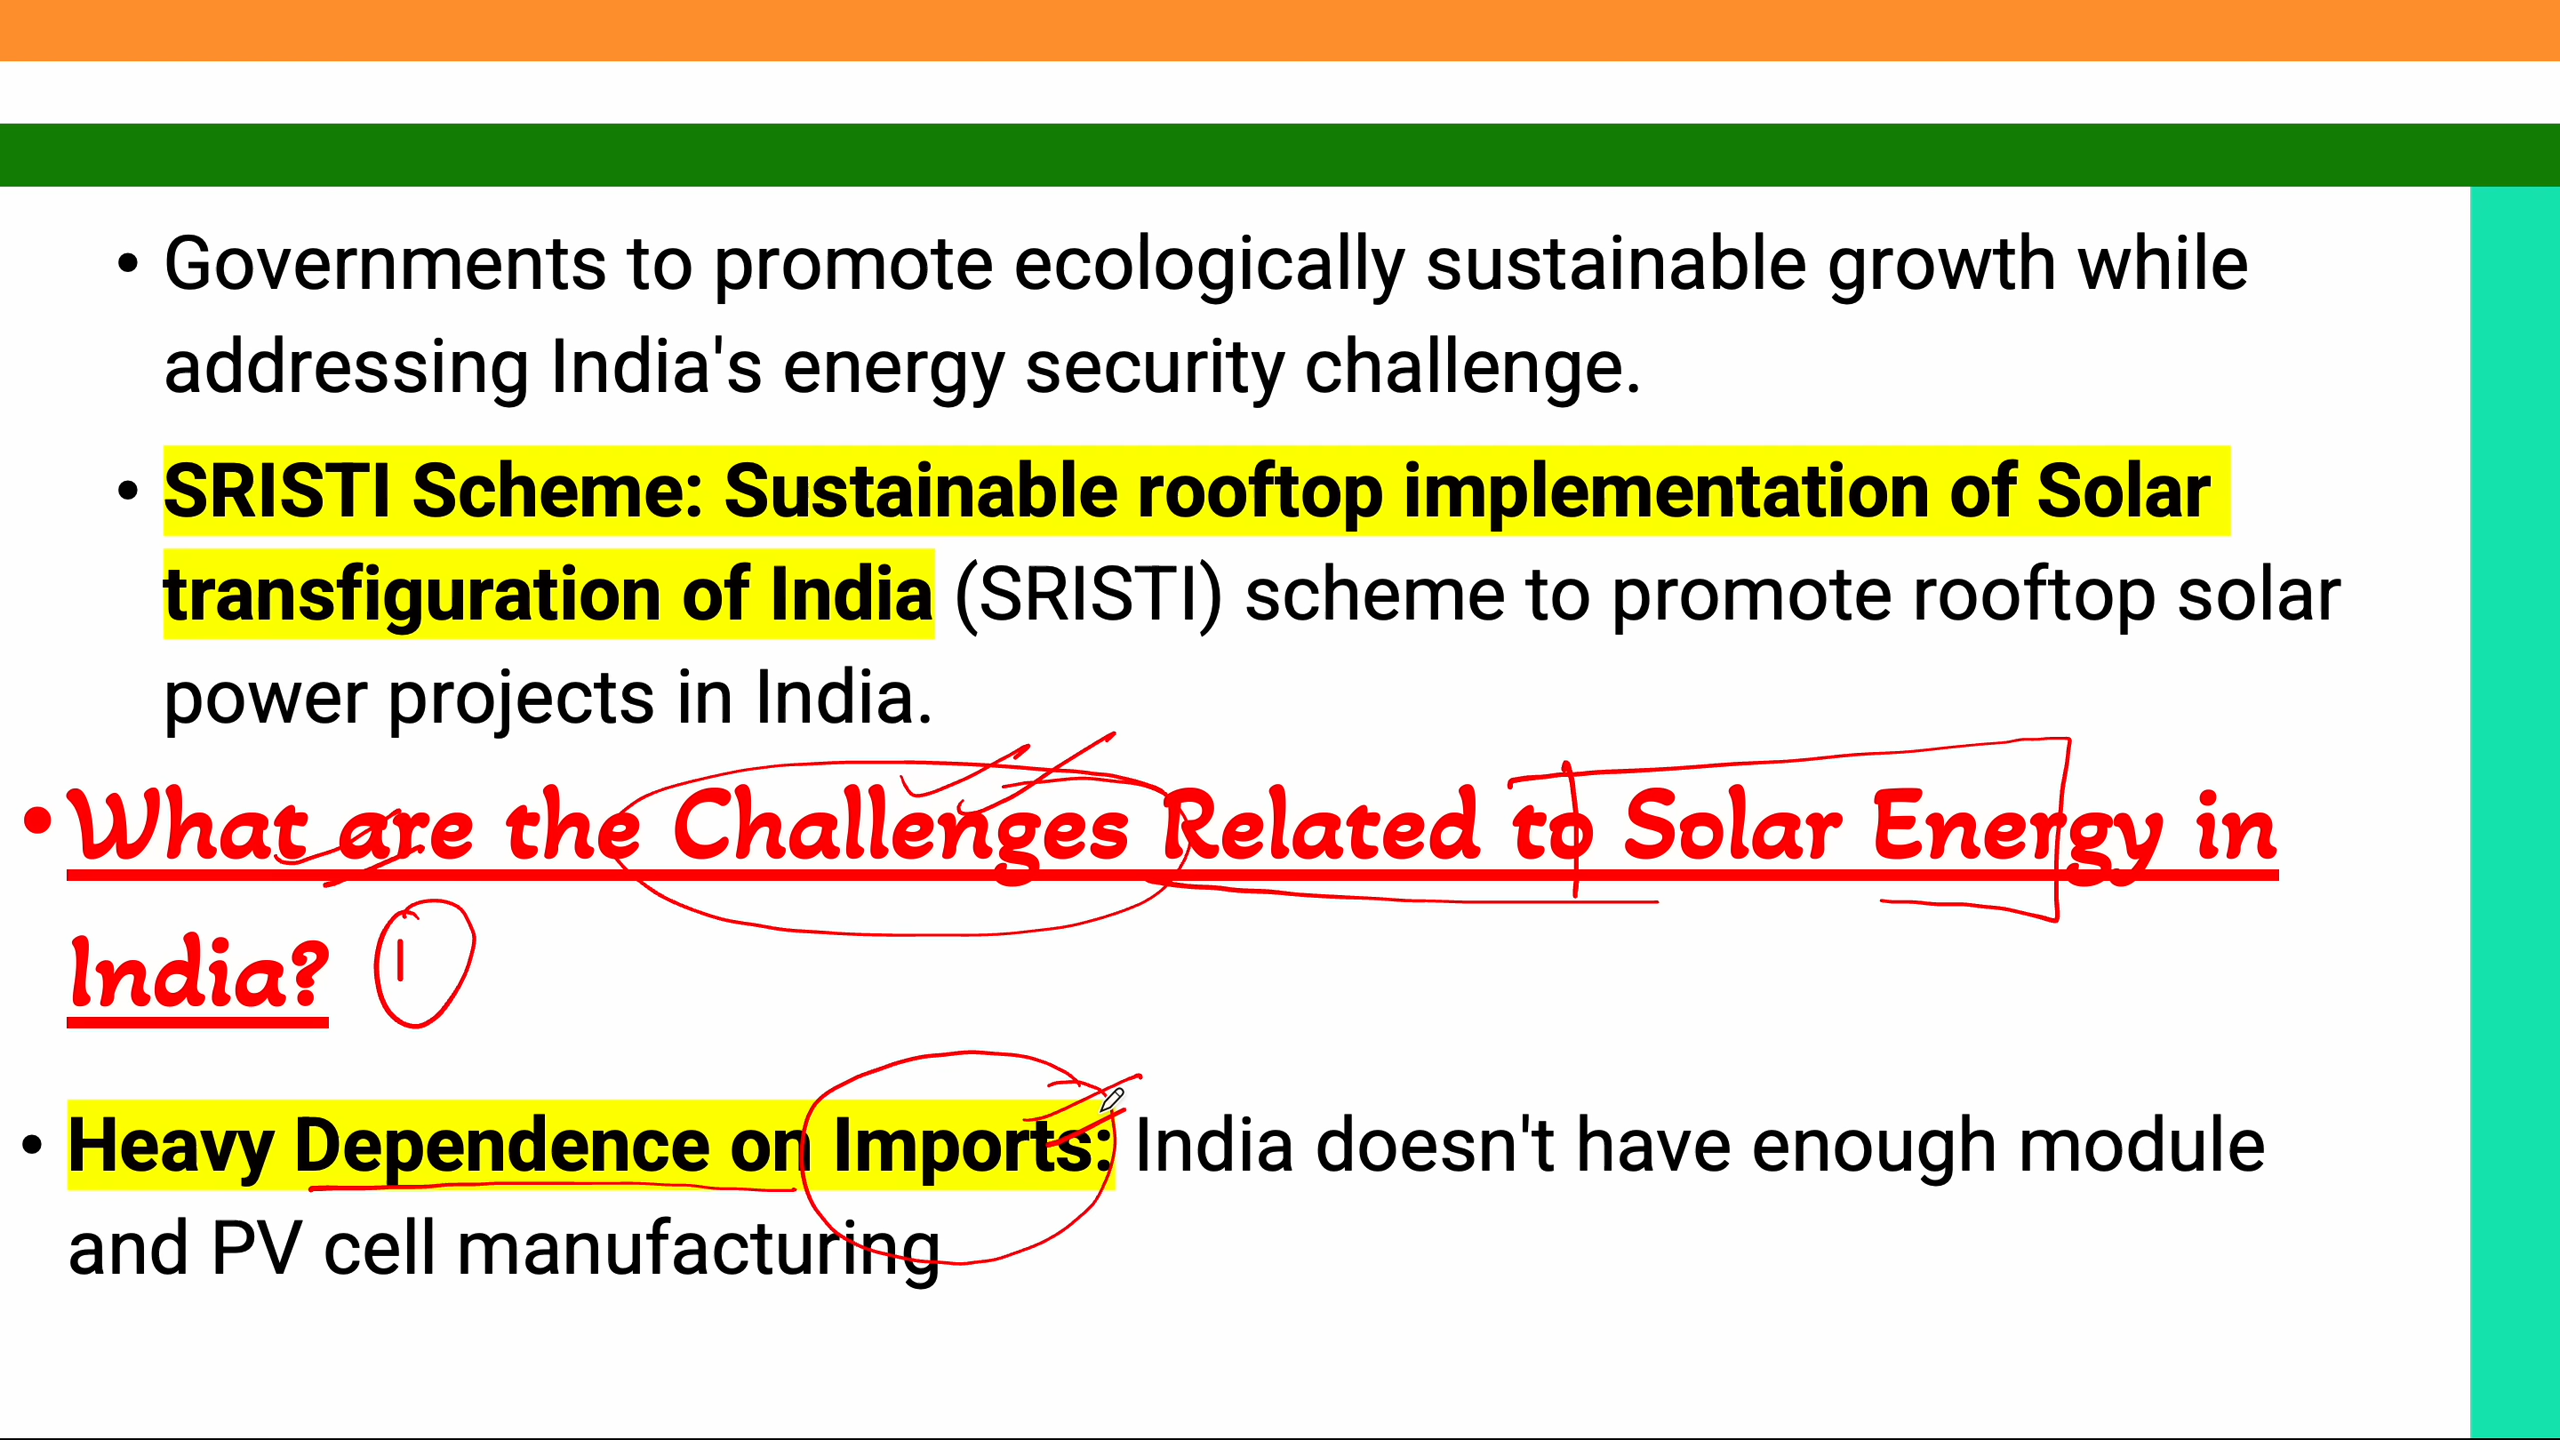 • Governments to promote ecologically sustainable growth while
addressing India's energy security challenge.
• SRISTI Scheme: Sustainable rooftop implementation of Solar
transfiguration of India (SRISTI) scheme to promote rooftop solar
power projects in India.
• What are the Challenges Related to Solar Energy in
India? 1
• Heavy Dependence on Imports: India doesn't have enough module
and PV cell manufacturing